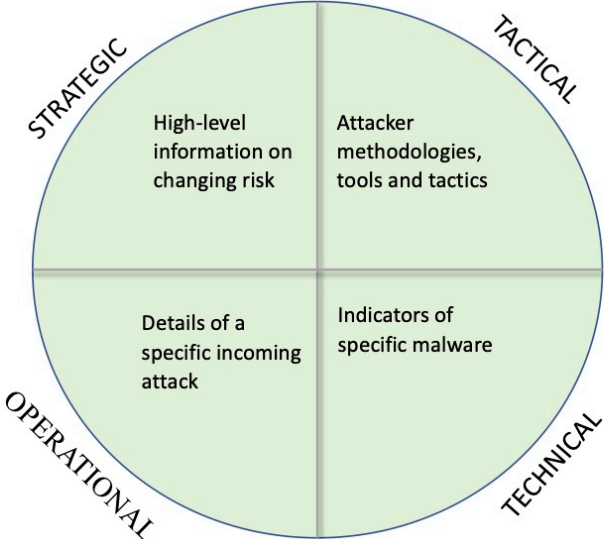 STRATEGIC
TACTICAL
High-level
information on
changing risk
Attacker
methodologies,
tools and tactics
Details of a
specific incoming
attack
Indicators of
specific malware
OPERATIONAL
TECHNICAL